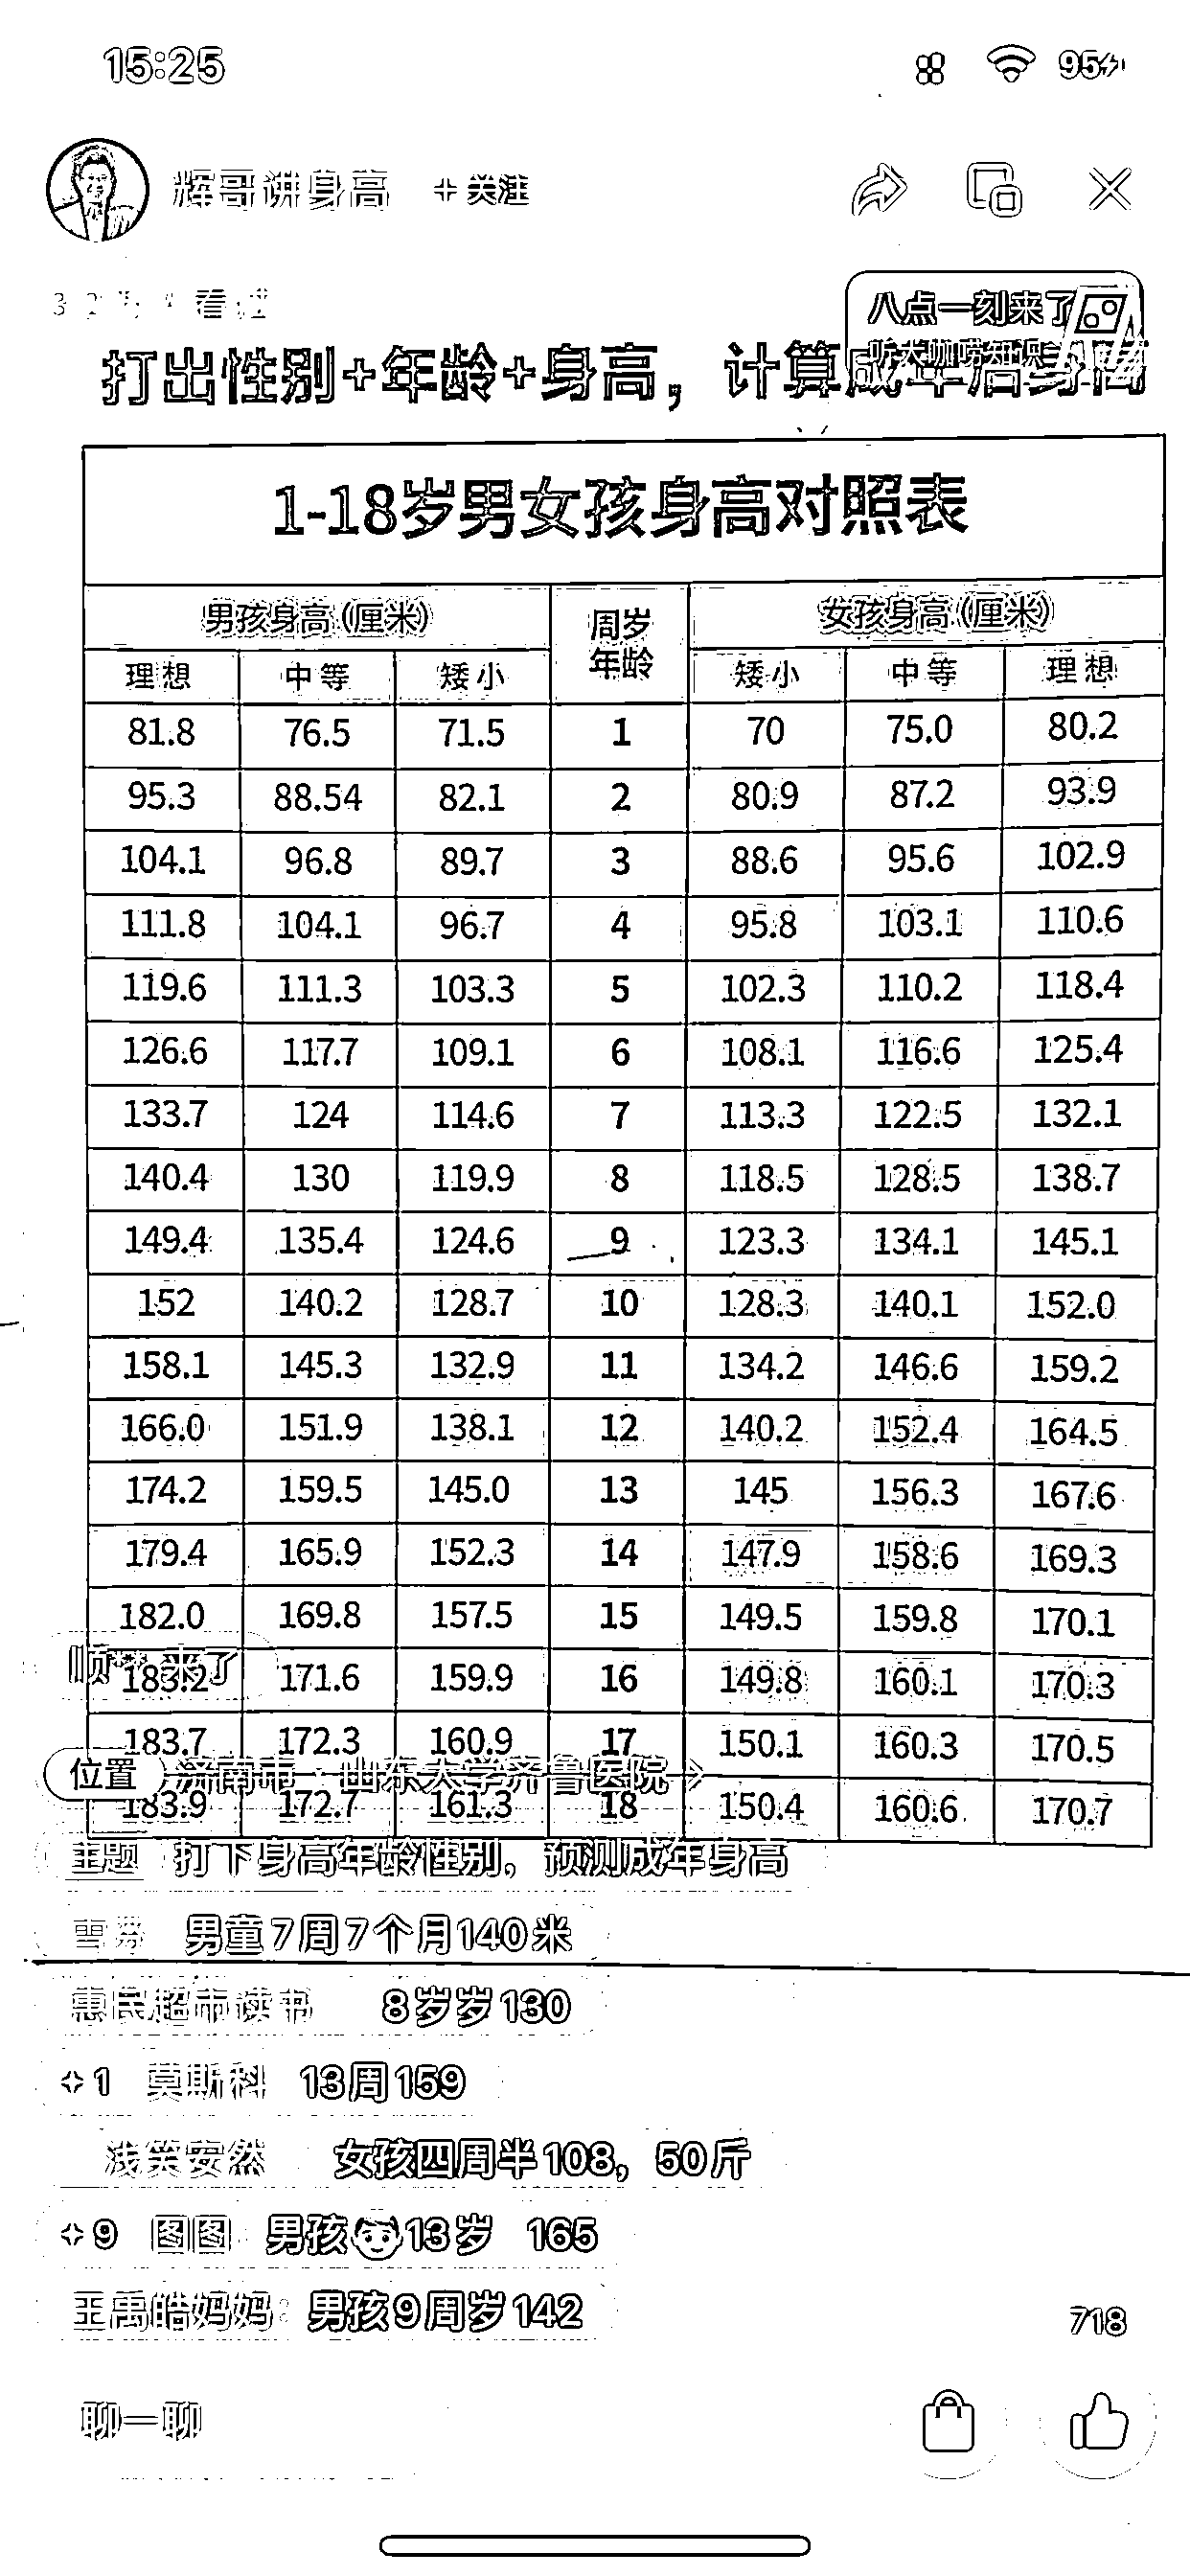 15:25 95
辉哥讲身高 + 关注
看过
八点一刻来了
打出性别+年龄+身高，计算成年后身高
1-18岁男女孩身高对照表
男孩身高（厘米） 周岁年龄 女孩身高（厘米）
理想 中等 矮小 矮小 中等 理想
81.8 76.5 71.5 1 70 75.0 80.2
95.3 88.54 82.1 2 80.9 87.2 93.9
104.1 96.8 89.7 3 88.6 95.6 102.9
111.8 104.1 96.7 4 95.8 103.1 110.6
119.6 111.3 103.3 5 102.3 110.2 118.4
126.6 117.7 109.1 6 108.1 116.6 125.4
133.7 124 114.6 7 113.3 122.5 132.1
140.4 130 119.9 8 118.5 128.5 138.7
149.4 135.4 124.6 9 123.3 134.1 145.1
152 140.2 128.7 10 128.3 140.1 152.0
158.1 145.3 132.9 11 134.2 146.6 159.2
166.0 151.9 138.1 12 140.2 152.4 164.5
174.2 159.5 145.0 13 145 156.3 167.6
179.4 165.9 152.3 14 147.9 158.6 169.3
182.0 169.8 157.5 15 149.5 159.8 170.1
顺** 来了
183.2 171.6 159.9 16 149.8 160.1 170.3
183.7 172.3 160.9 17 150.1 160.3 170.5
位置 济南市·山东大学齐鲁医院
183.9 172.7 161.3 18 150.4 160.6 170.7
主题 打下身高年龄性别，预测成年身高
雪芬 男童7周7个月140米
惠民超市读书 8岁岁130
1 莫斯科 13周159
浅笑安然 女孩四周半108，50斤
9 图图 男孩👦13岁 165
王禹皓妈妈：男孩9周岁142
718
聊一聊